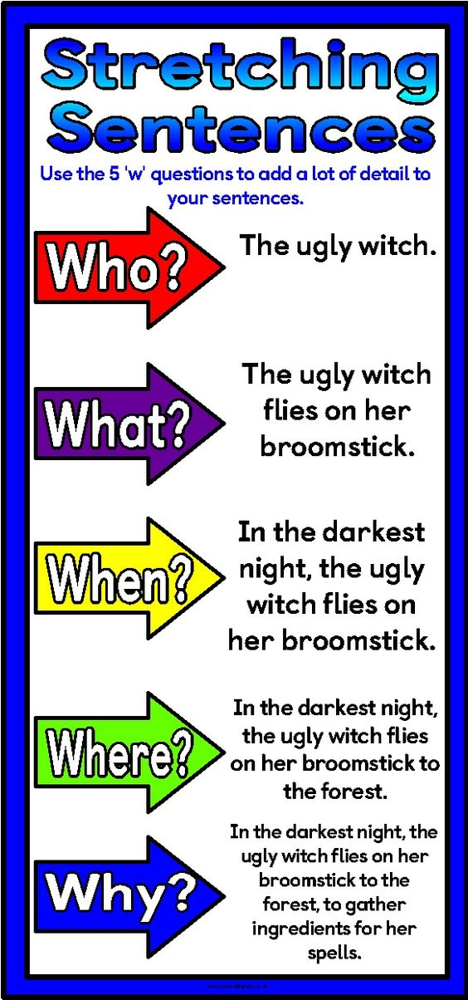 Stretching
Sentences
Use the 5 'w' questions to add a lot of detail to
your sentences.
Who?
The ugly witch.
What?
The ugly witch
flies on her
broomstick.
When?
In the darkest
night, the ugly
witch flies on
her broomstick.
Where?
In the darkest night,
the ugly witch flies
on her broomstick to
the forest.
Why?
In the darkest night, the
ugly witch flies on her
broomstick to the
forest, to gather
ingredients for her
spells.